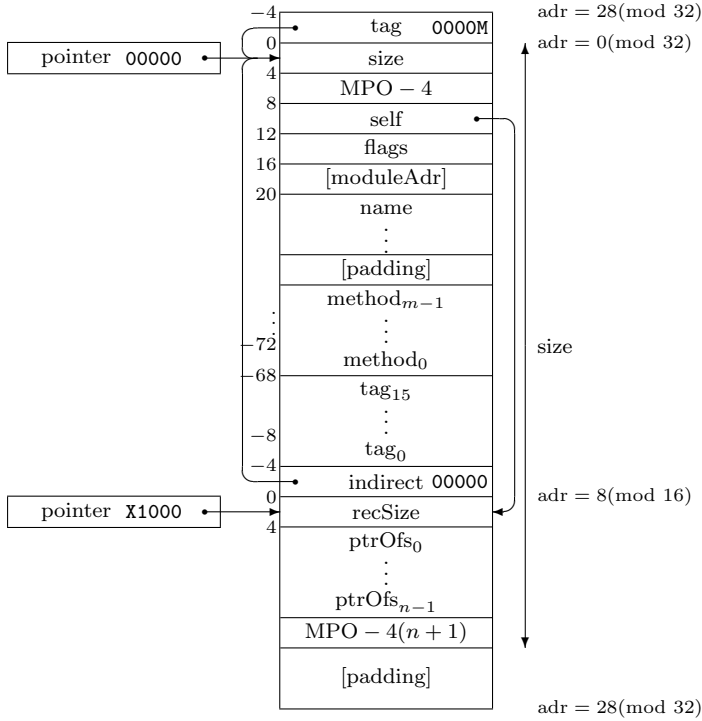 −4
tag 0000M
adr = 28(mod 32)
0
adr = 0(mod 32)
pointer 00000
size
4
MPO − 4
8
self
12
flags
16
[moduleAdr]
20
name
[padding]
method_{m−1}
−72
size
method_0
−68
tag_{15}
−8
tag_0
−4
indirect 00000
0
adr = 8(mod 16)
pointer X1000
recSize
4
ptrOfs_0
ptrOfs_{n−1}
MPO − 4(n + 1)
[padding]
adr = 28(mod 32)